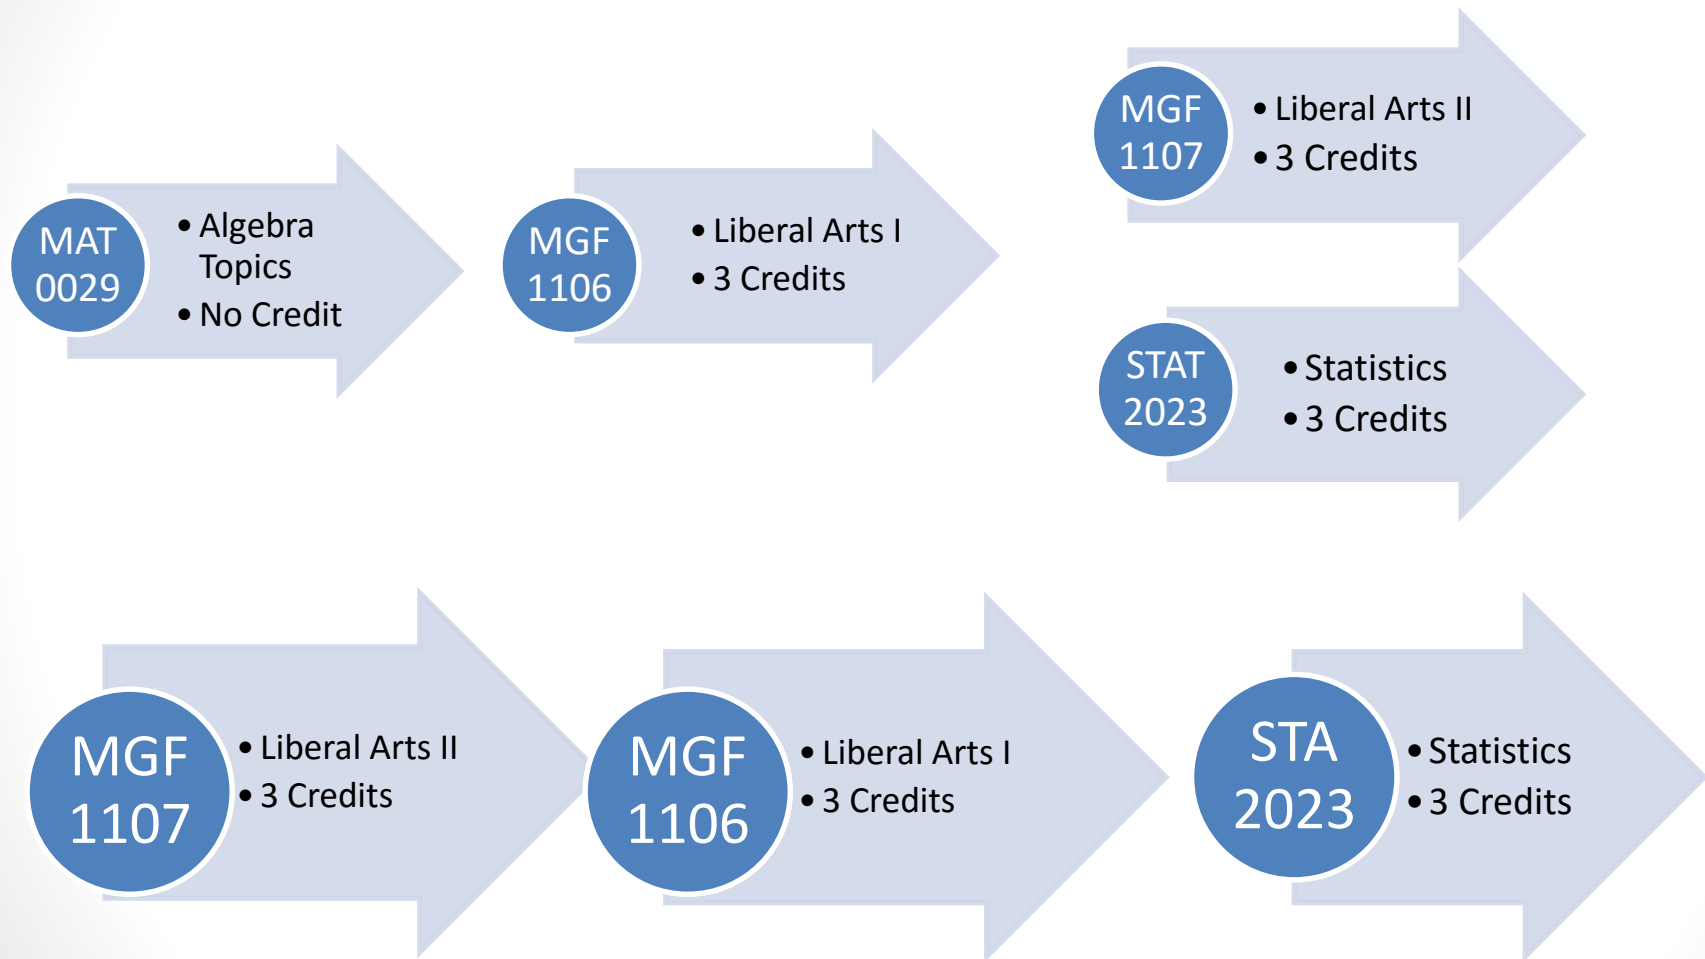 MAT
0029
• Algebra
Topics
• No Credit
MGF
1106
• Liberal Arts I
• 3 Credits
MGF
1107
• Liberal Arts II
• 3 Credits
STAT
2023
• Statistics
• 3 Credits
MGF
1107
• Liberal Arts II
• 3 Credits
MGF
1106
• Liberal Arts I
• 3 Credits
STA
2023
• Statistics
• 3 Credits